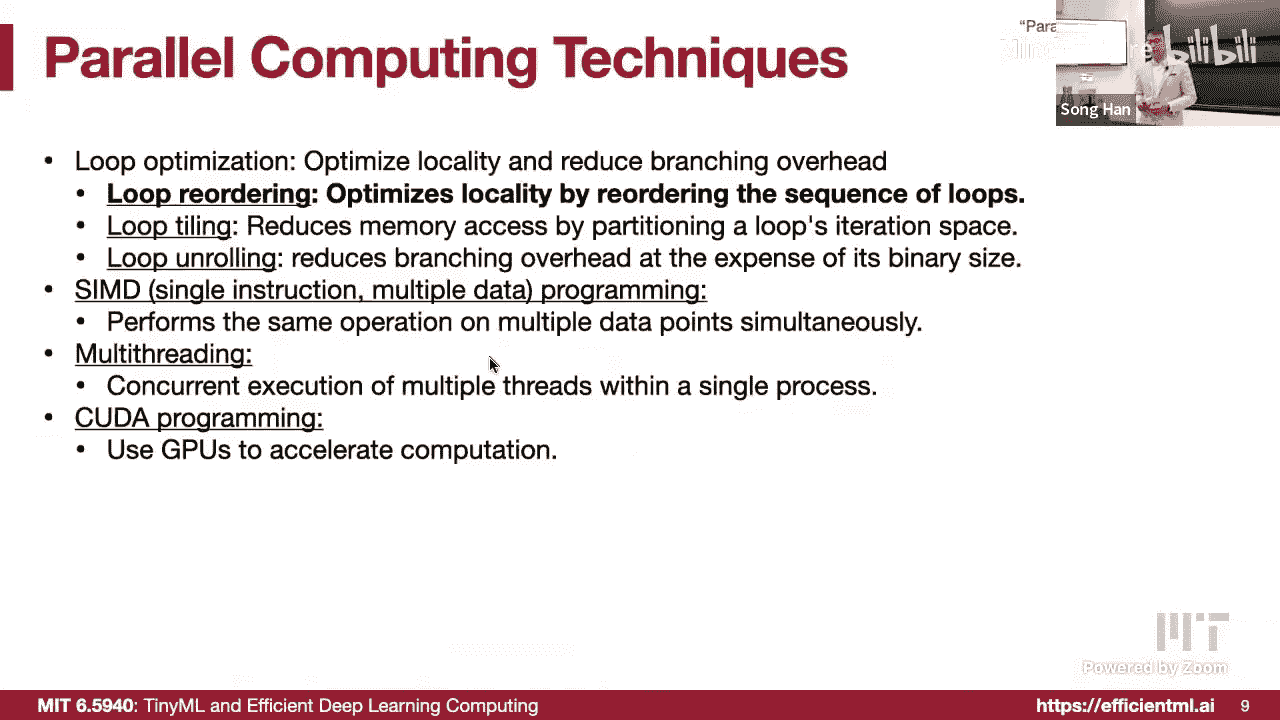 Parallel Computing Techniques
"Para
bilibili
Song Han
• Loop optimization: Optimize locality and reduce branching overhead
• Loop reordering: Optimizes locality by reordering the sequence of loops.
• Loop tiling: Reduces memory access by partitioning a loop's iteration space.
• Loop unrolling: reduces branching overhead at the expense of its binary size.
• SIMD (single instruction, multiple data) programming:
• Performs the same operation on multiple data points simultaneously.
• Multithreading:
• Concurrent execution of multiple threads within a single process.
• CUDA programming:
• Use GPUs to accelerate computation.
MIT
Powered by Zoom
MIT 6.5940: TinyML and Efficient Deep Learning Computing
https://efficientml.ai 9